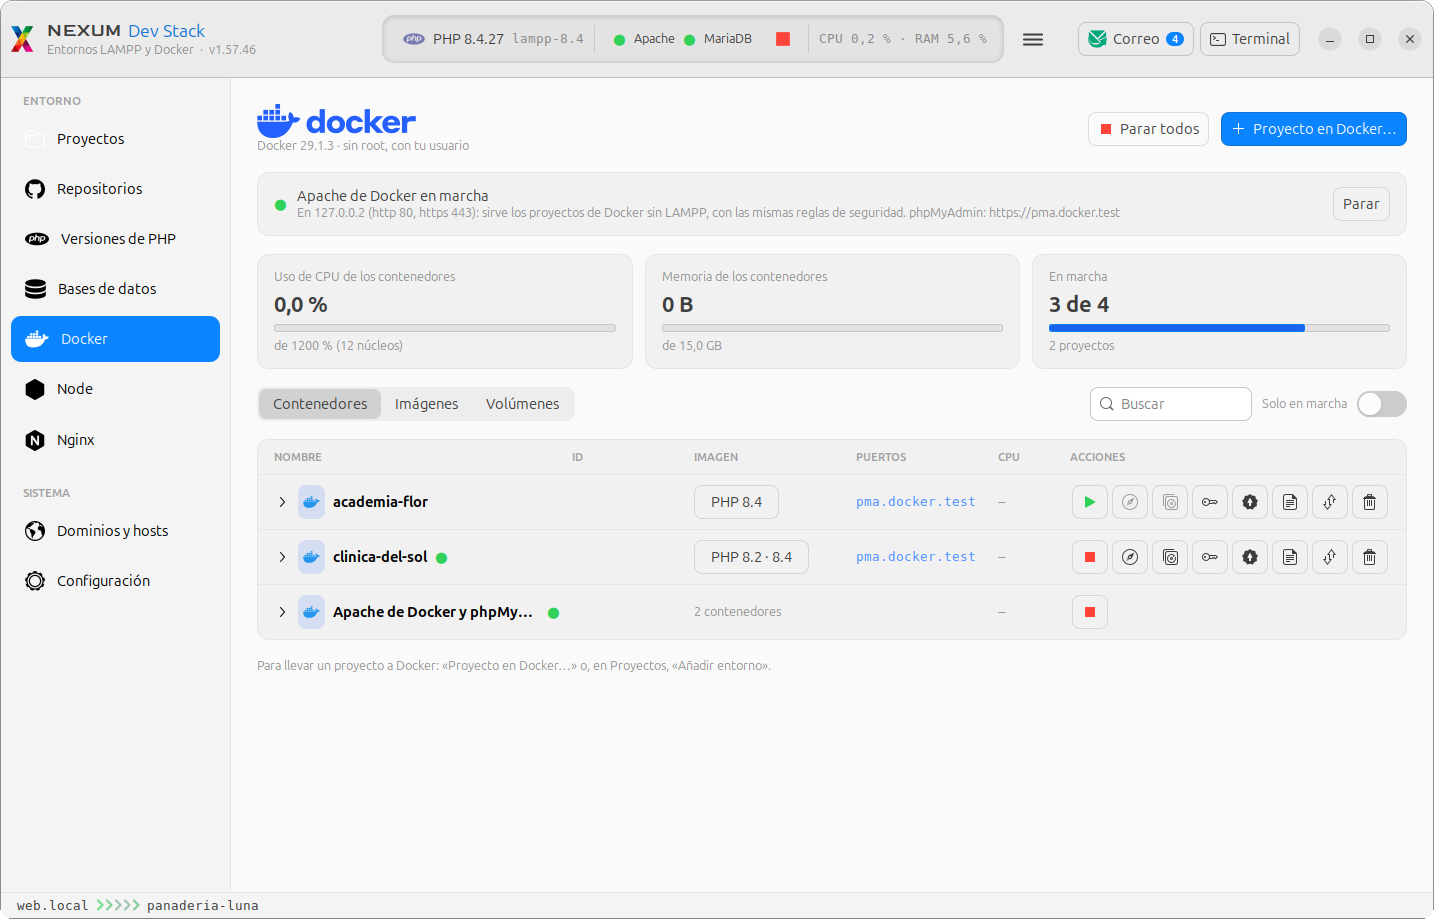 NEXUM Dev Stack
Entornos LAMPP y Docker · v1.57.46
php PHP 8.4.27 lampp-8.4
Apache MariaDB
CPU 0,2 % · RAM 5,6 %
Correo 4
Terminal
ENTORNO
Proyectos
Repositorios
php Versiones de PHP
Bases de datos
Docker
Node
N Nginx
SISTEMA
Dominios y hosts
Configuración
docker
Docker 29.1.3 · sin root, con tu usuario
Parar todos
+ Proyecto en Docker...
Apache de Docker en marcha
En 127.0.0.2 (http 80, https 443): sirve los proyectos de Docker sin LAMPP, con las mismas reglas de seguridad. phpMyAdmin: https://pma.docker.test
Parar
Uso de CPU de los contenedores
0,0 %
de 1200 % (12 núcleos)
Memoria de los contenedores
0 B
de 15,0 GB
En marcha
3 de 4
2 proyectos
Contenedores Imágenes Volúmenes
Buscar
Solo en marcha
NOMBRE ID IMAGEN PUERTOS CPU ACCIONES
academia-flor PHP 8.4 pma.docker.test –
clinica-del-sol PHP 8.2 · 8.4 pma.docker.test –
Apache de Docker y phpMy... 2 contenedores –
Para llevar un proyecto a Docker: «Proyecto en Docker...» o, en Proyectos, «Añadir entorno».
web.local panaderia-luna